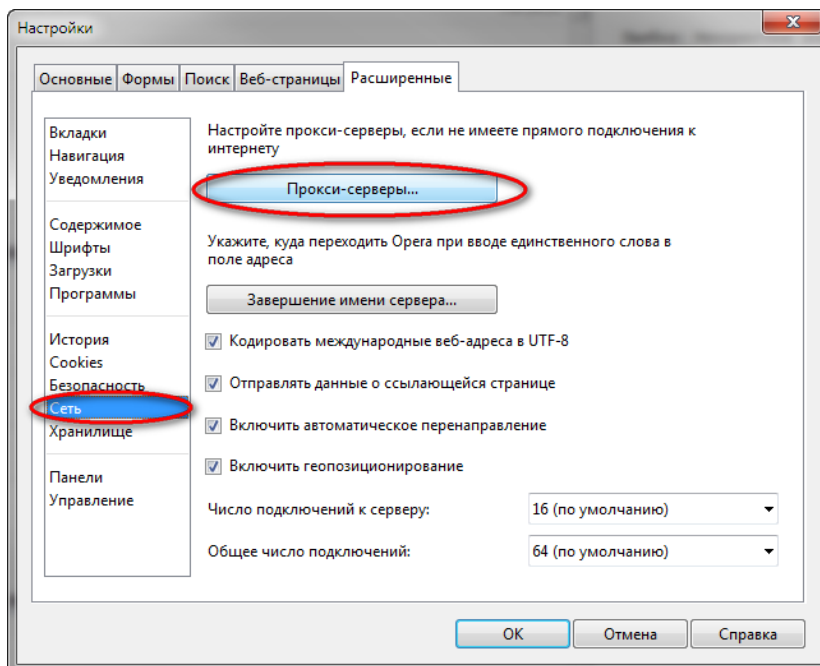 Настройки
Основные Формы Поиск Веб-страницы Расширенные
Вкладки
Навигация
Уведомления
Содержимое
Шрифты
Загрузки
Программы
История
Cookies
Безопасность
Сеть
Хранилище
Панели
Управление
Настройте прокси-серверы, если не имеете прямого подключения к
интернету
Прокси-серверы...
Укажите, куда переходить Opera при вводе единственного слова в
поле адреса
Завершение имени сервера...
Кодировать международные веб-адреса в UTF-8
Отправлять данные о ссылающейся странице
Включить автоматическое перенаправление
Включить геопозиционирование
Число подключений к серверу: 16 (по умолчанию)
Общее число подключений: 64 (по умолчанию)
ОК Отмена Справка